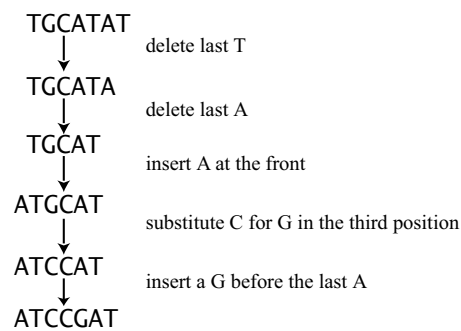 TGCATAT
delete last T
TGCATA
delete last A
TGCAT
insert A at the front
ATGCAT
substitute C for G in the third position
ATCCAT
insert a G before the last A
ATCCGAT